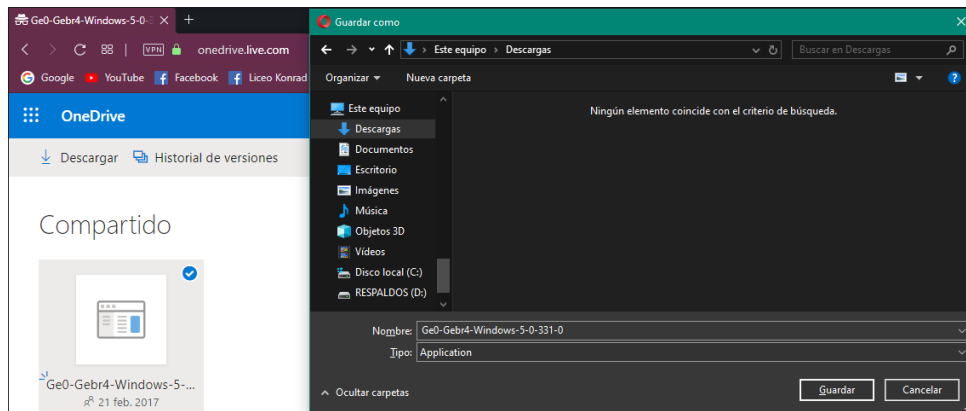 Ge0-Gebr4-Windows-5-0-3
VPN
onedrive.live.com
Google
YouTube
Facebook
Liceo Konrad
OneDrive
Descargar
Historial de versiones
Compartido
Ge0-Gebr4-Windows-5-...
21 feb. 2017
Guardar como
Este equipo
Descargas
Buscar en Descargas
Organizar
Nueva carpeta
Este equipo
Descargas
Documentos
Escritorio
Imágenes
Música
Objetos 3D
Vídeos
Disco local (C:)
RESPALDOS (D:)
Ningún elemento coincide con el criterio de búsqueda.
Nombre: Ge0-Gebr4-Windows-5-0-331-0
Tipo: Application
Ocultar carpetas
Guardar
Cancelar